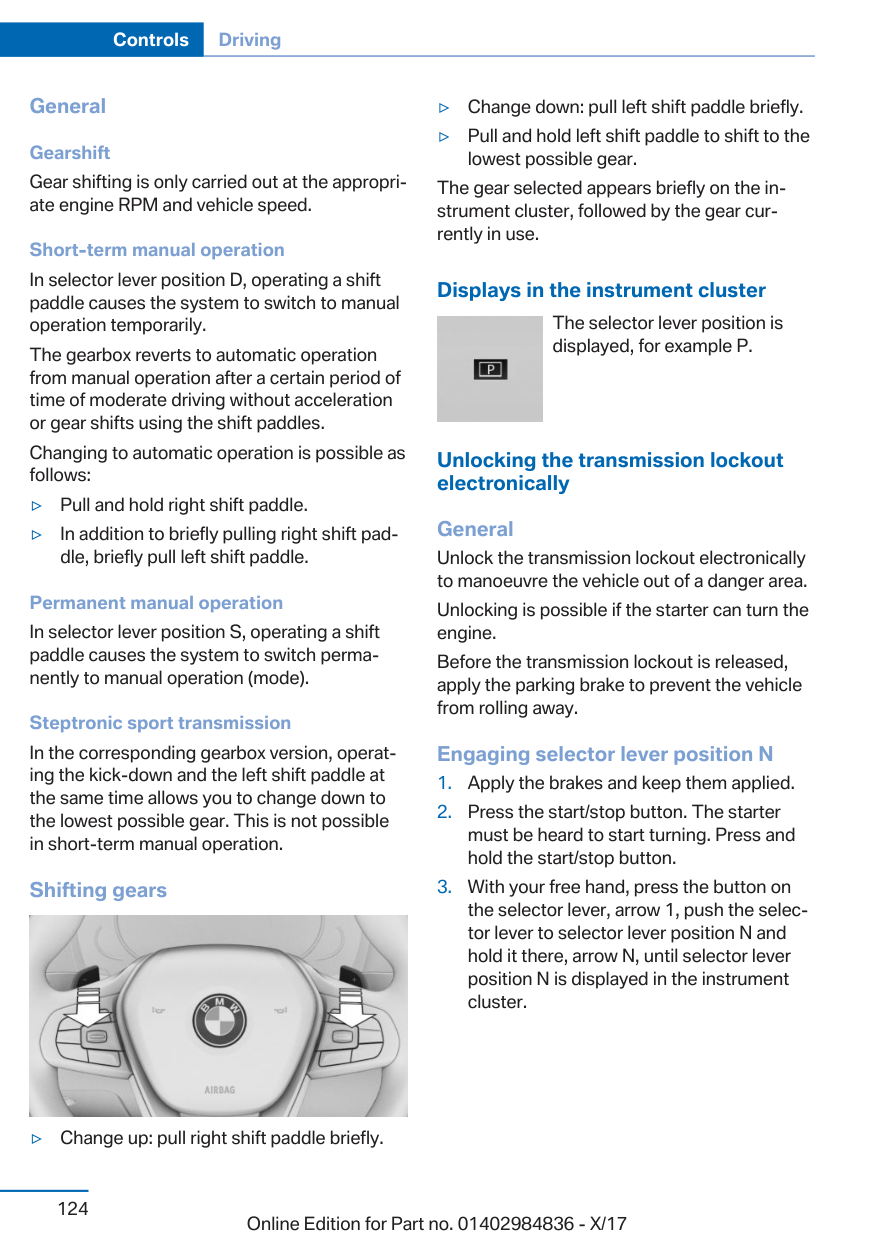 Controls Driving
General
Gearshift
Gear shifting is only carried out at the appropri-
ate engine RPM and vehicle speed.
Short-term manual operation
In selector lever position D, operating a shift
paddle causes the system to switch to manual
operation temporarily.
The gearbox reverts to automatic operation
from manual operation after a certain period of
time of moderate driving without acceleration
or gear shifts using the shift paddles.
Changing to automatic operation is possible as
follows:
▷ Pull and hold right shift paddle.
▷ In addition to briefly pulling right shift pad-
dle, briefly pull left shift paddle.
Permanent manual operation
In selector lever position S, operating a shift
paddle causes the system to switch perma-
nently to manual operation (mode).
Steptronic sport transmission
In the corresponding gearbox version, operat-
ing the kick-down and the left shift paddle at
the same time allows you to change down to
the lowest possible gear. This is not possible
in short-term manual operation.
Shifting gears
BMW
AIRBAG
▷ Change up: pull right shift paddle briefly.
▷ Change down: pull left shift paddle briefly.
▷ Pull and hold left shift paddle to shift to the
lowest possible gear.
The gear selected appears briefly on the in-
strument cluster, followed by the gear cur-
rently in use.
Displays in the instrument cluster
The selector lever position is
displayed, for example P.
P
Unlocking the transmission lockout
electronically
General
Unlock the transmission lockout electronically
to manoeuvre the vehicle out of a danger area.
Unlocking is possible if the starter can turn the
engine.
Before the transmission lockout is released,
apply the parking brake to prevent the vehicle
from rolling away.
Engaging selector lever position N
1. Apply the brakes and keep them applied.
2. Press the start/stop button. The starter
must be heard to start turning. Press and
hold the start/stop button.
3. With your free hand, press the button on
the selector lever, arrow 1, push the selec-
tor lever to selector lever position N and
hold it there, arrow N, until selector lever
position N is displayed in the instrument
cluster.
124
Online Edition for Part no. 01402984836 - X/17